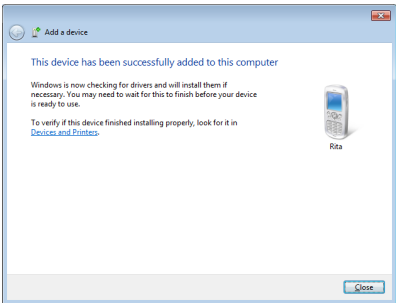 Add a device
This device has been successfully added to this computer
Windows is now checking for drivers and will install them if
necessary. You may need to wait for this to finish before your device
is ready to use.
To verify if this device finished installing properly, look for it in
Devices and Printers.
Rita
Close